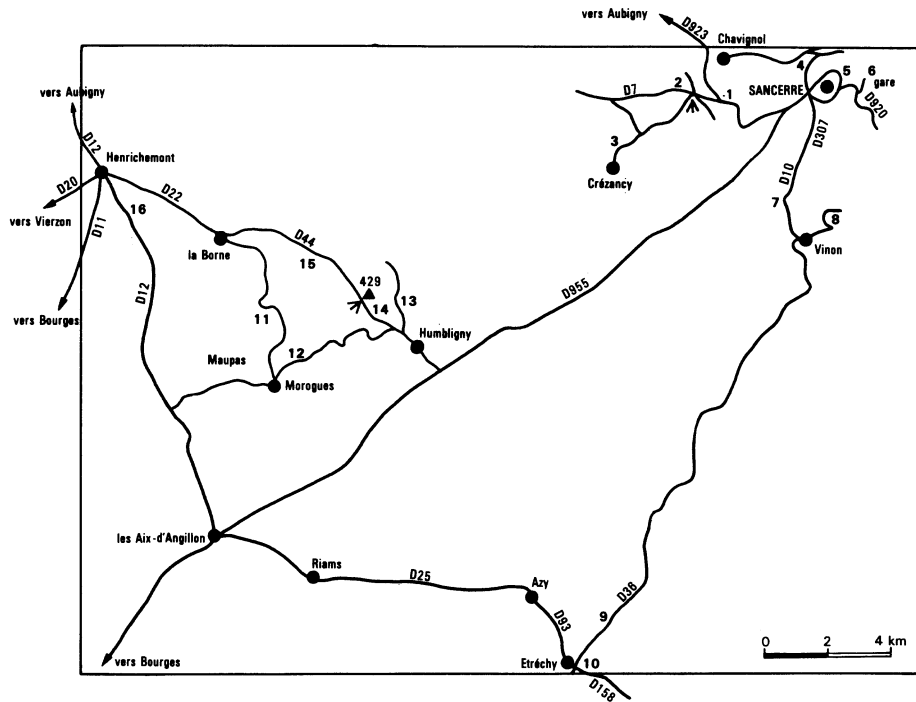 vers Aubigny
D923
Chavignol
4
5
6
gare
SANCERRE
D920
D7
2
1
3
Crézancy
D307
D10
7
8
Vinon
vers Aubigny
D12
Henrichemont
D20
vers Vierzon
D11
16
D22
la Borne
D44
15
429
14
13
D12
11
12
Humbligny
Maupas
Morogues
D955
vers Bourges
les Aix-d'Angillon
Riams
D25
Azy
D93
D36
9
Etréchy
10
D158
vers Bourges
0 2 4 km